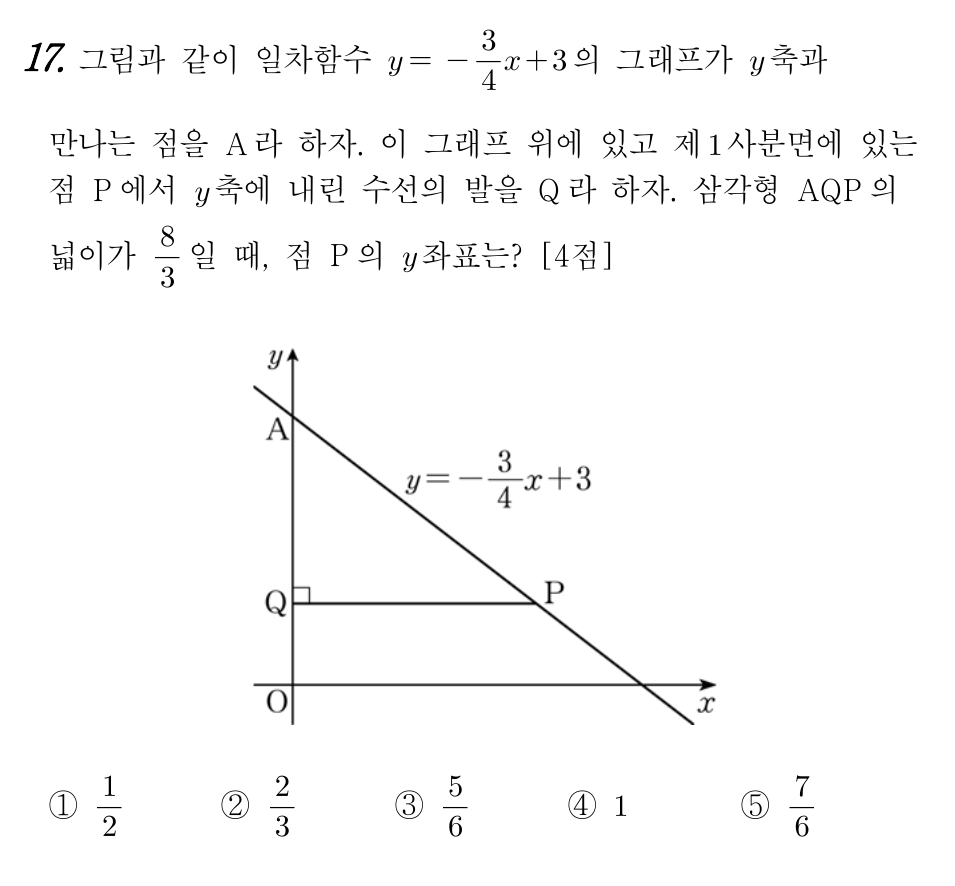 17. 그림과 같이 일차함수 y = -3/4x+3의 그래프가 y축과
만나는 점을 A라 하자. 이 그래프 위에 있고 제1사분면에 있는
점 P에서 y축에 내린 수선의 발을 Q라 하자. 삼각형 AQP의
넓이가 8/3일 때, 점 P의 y좌표는? [4점]
y
A
y=-3/4x+3
Q
P
O
x
① 1/2 ② 2/3 ③ 5/6 ④ 1 ⑤ 7/6